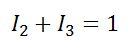 I₂ + I₃ = 1